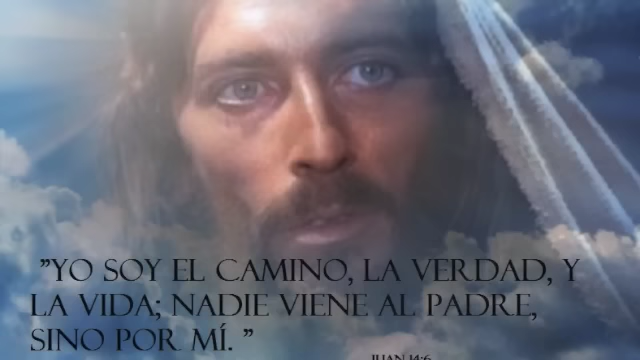 "YO SOY EL CAMINO, LA VERDAD, Y
LA VIDA; NADIE VIENE AL PADRE,
SINO POR MÍ. "
JUAN 14:6